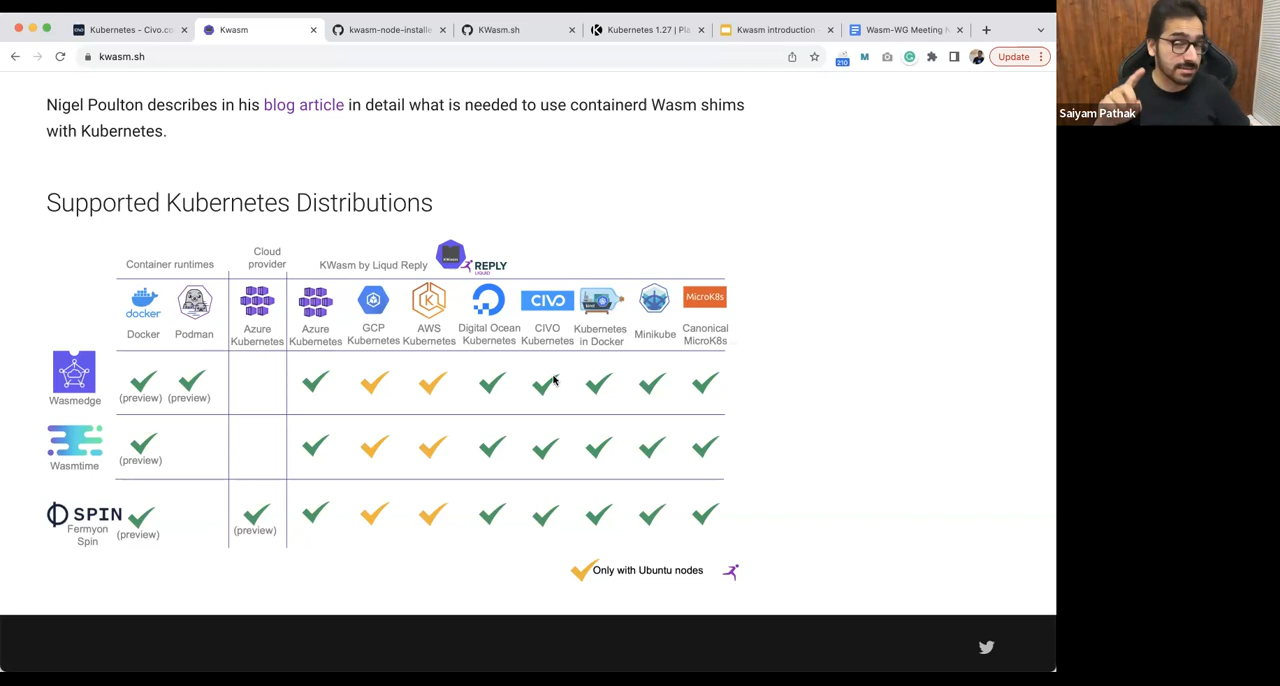 Kubernetes - Civo.co
Kwasm
kwasm-node-installe
KWasm.sh
Kubernetes 1.27 | Pla
Kwasm introduction -
Wasm-WG Meeting N
kwasm.sh
210
M
Update
Saiyam Pathak
Nigel Poulton describes in his blog article in detail what is needed to use containerd Wasm shims
with Kubernetes.
Supported Kubernetes Distributions
Container runtimes
Cloud
provider
KWasm by Liqud Reply
REPLY
LIQUID
docker
CIVO
MicroK8s
Docker
Podman
Azure
Kubernetes
Azure
Kubernetes
GCP
Kubernetes
AWS
Kubernetes
Digital Ocean
Kubernetes
CIVO
Kubernetes
Kubernetes
in Docker
Minikube
Canonical
MicroK8s
Wasmedge
(preview)
(preview)
Wasmtime
(preview)
SPIN
Fermyon
Spin
(preview)
(preview)
Only with Ubuntu nodes